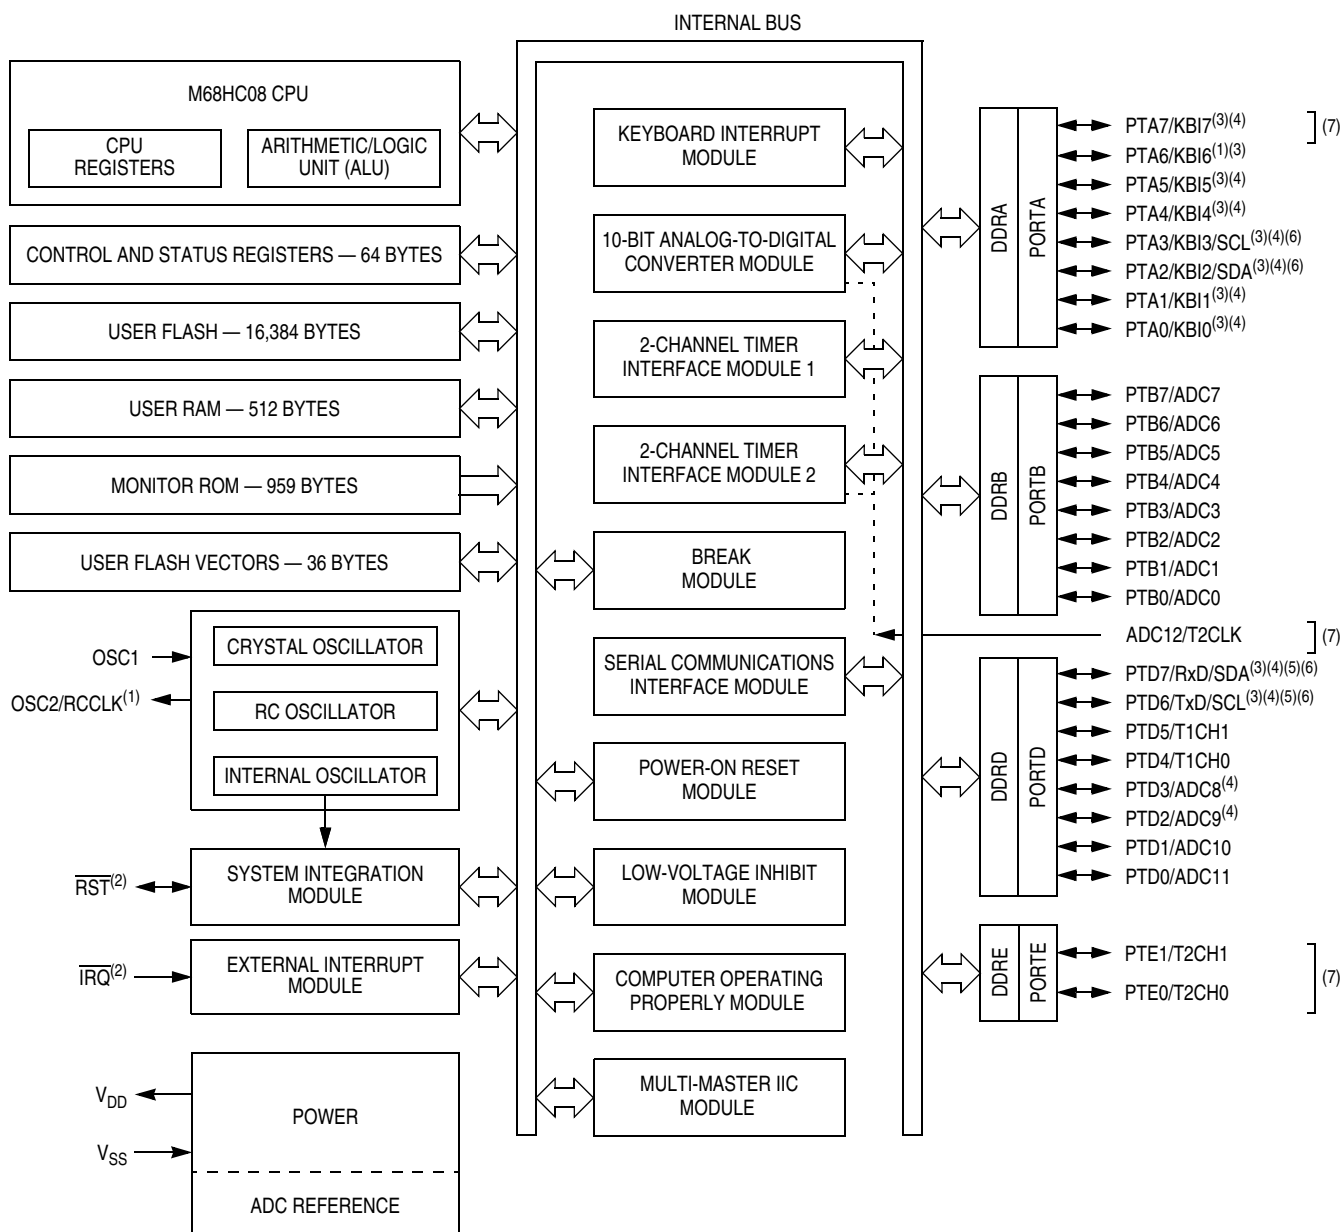 INTERNAL BUS
M68HC08 CPU
CPU
REGISTERS
ARITHMETIC/LOGIC
UNIT (ALU)
CONTROL AND STATUS REGISTERS — 64 BYTES
USER FLASH — 16,384 BYTES
USER RAM — 512 BYTES
MONITOR ROM — 959 BYTES
USER FLASH VECTORS — 36 BYTES
OSC1
OSC2/RCCLK(1)
CRYSTAL OSCILLATOR
RC OSCILLATOR
INTERNAL OSCILLATOR
RST(2)
SYSTEM INTEGRATION
MODULE
IRQ(2)
EXTERNAL INTERRUPT
MODULE
VDD
VSS
POWER
ADC REFERENCE
KEYBOARD INTERRUPT
MODULE
10-BIT ANALOG-TO-DIGITAL
CONVERTER MODULE
2-CHANNEL TIMER
INTERFACE MODULE 1
2-CHANNEL TIMER
INTERFACE MODULE 2
BREAK
MODULE
SERIAL COMMUNICATIONS
INTERFACE MODULE
POWER-ON RESET
MODULE
LOW-VOLTAGE INHIBIT
MODULE
COMPUTER OPERATING
PROPERLY MODULE
MULTI-MASTER IIC
MODULE
DDRA
PORTA
PTA7/KBI7(3)(4)
(7)
PTA6/KBI6(1)(3)
PTA5/KBI5(3)(4)
PTA4/KBI4(3)(4)
PTA3/KBI3/SCL(3)(4)(6)
PTA2/KBI2/SDA(3)(4)(6)
PTA1/KBI1(3)(4)
PTA0/KBI0(3)(4)
DDRB
PORTB
PTB7/ADC7
PTB6/ADC6
PTB5/ADC5
PTB4/ADC4
PTB3/ADC3
PTB2/ADC2
PTB1/ADC1
PTB0/ADC0
ADC12/T2CLK
(7)
DDRD
PORTD
PTD7/RxD/SDA(3)(4)(5)(6)
PTD6/TxD/SCL(3)(4)(5)(6)
PTD5/T1CH1
PTD4/T1CH0
PTD3/ADC8(4)
PTD2/ADC9(4)
PTD1/ADC10
PTD0/ADC11
DDRE
PORTE
PTE1/T2CH1
PTE0/T2CH0
(7)